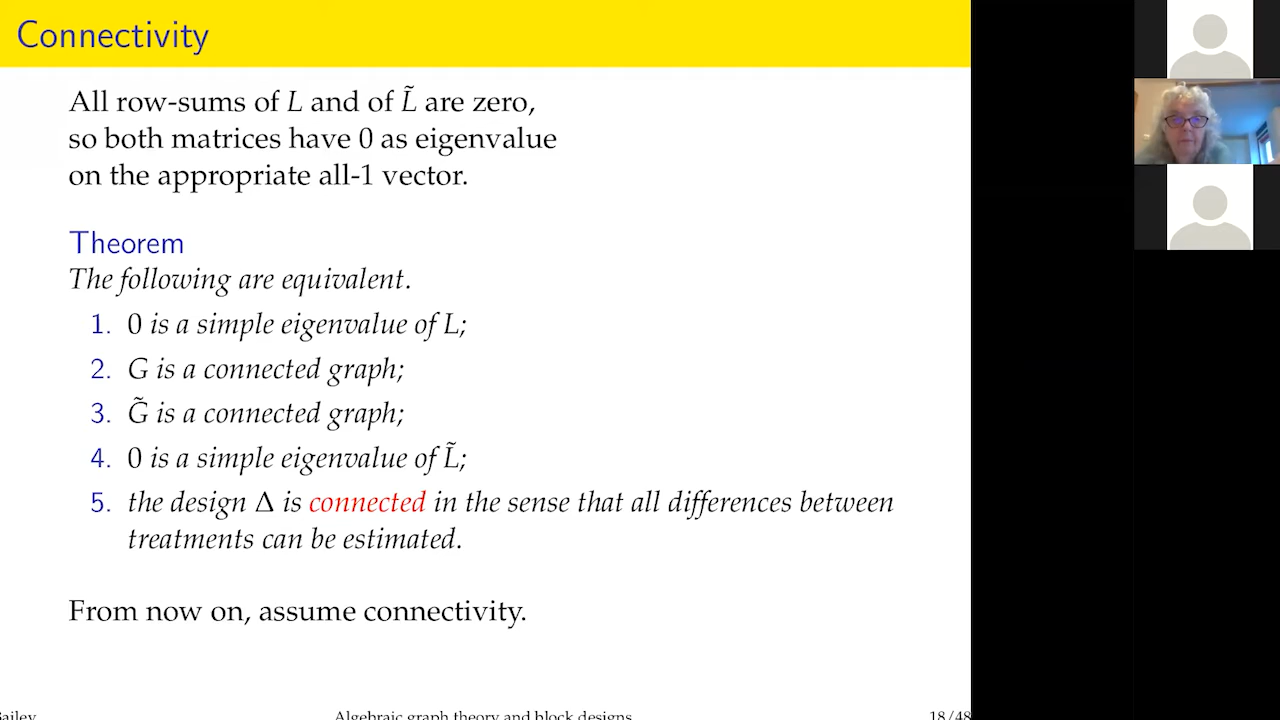 Connectivity
All row-sums of L and of L̃ are zero,
so both matrices have 0 as eigenvalue
on the appropriate all-1 vector.
Theorem
The following are equivalent.
1. 0 is a simple eigenvalue of L;
2. G is a connected graph;
3. G̃ is a connected graph;
4. 0 is a simple eigenvalue of L̃;
5. the design Δ is connected in the sense that all differences between
treatments can be estimated.
From now on, assume connectivity.
Bailey Algebraic graph theory and block designs 18/48